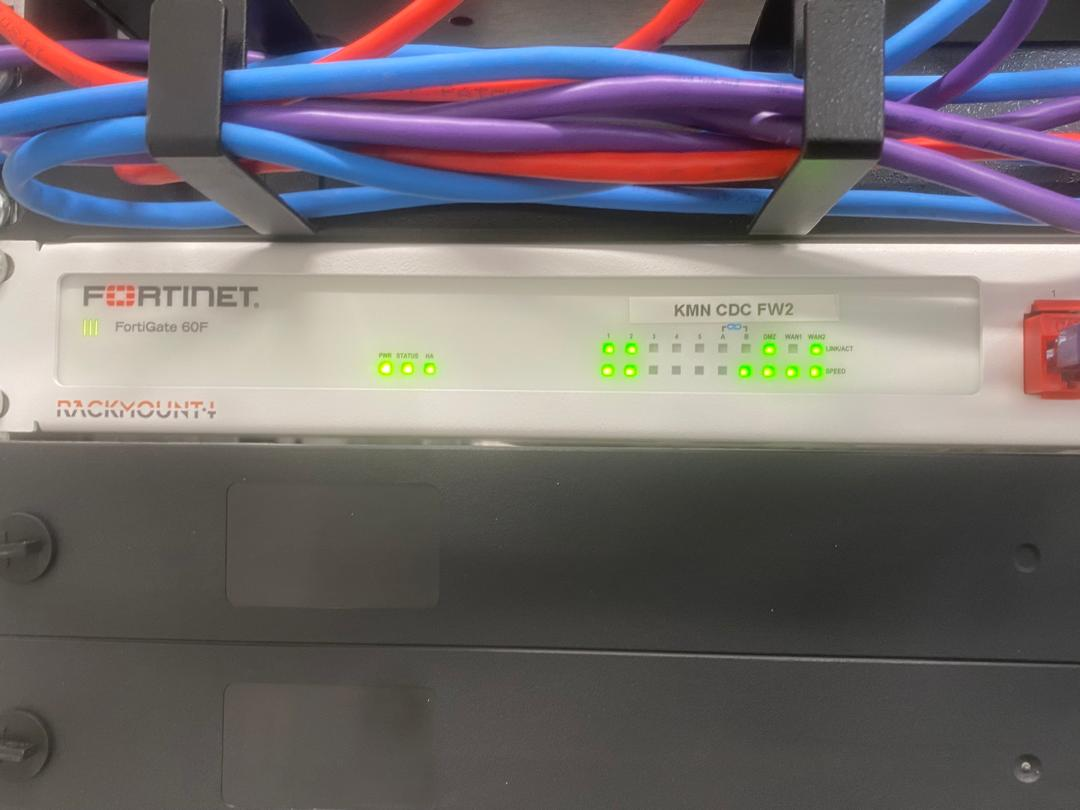 FORTINET
FortiGate 60F
KMN CDC FW2
1 2 3 4 5 A B DMZ WAN1 WAN2
LINK/ACT
PWR STATUS HA
SPEED
RACKMOUNT
1